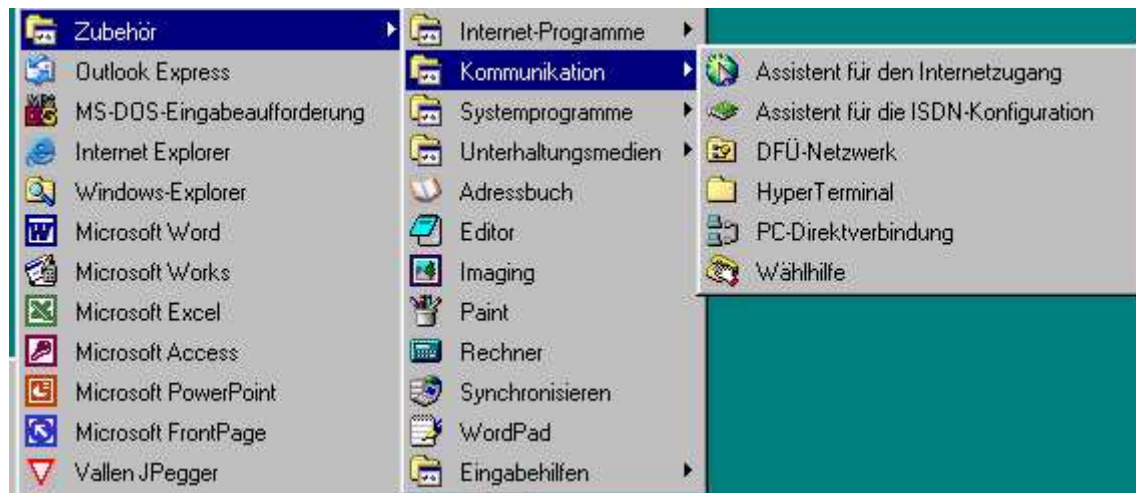 Zubehör
Outlook Express
MS-DOS-Eingabeaufforderung
Internet Explorer
Windows-Explorer
Microsoft Word
Microsoft Works
Microsoft Excel
Microsoft Access
Microsoft PowerPoint
Microsoft FrontPage
Vallen JPegger
Internet-Programme
Kommunikation
Systemprogramme
Unterhaltungsmedien
Adressbuch
Editor
Imaging
Paint
Rechner
Synchronisieren
WordPad
Eingabehilfen
Assistent für den Internetzugang
Assistent für die ISDN-Konfiguration
DFÜ-Netzwerk
HyperTerminal
PC-Direktverbindung
Wählhilfe